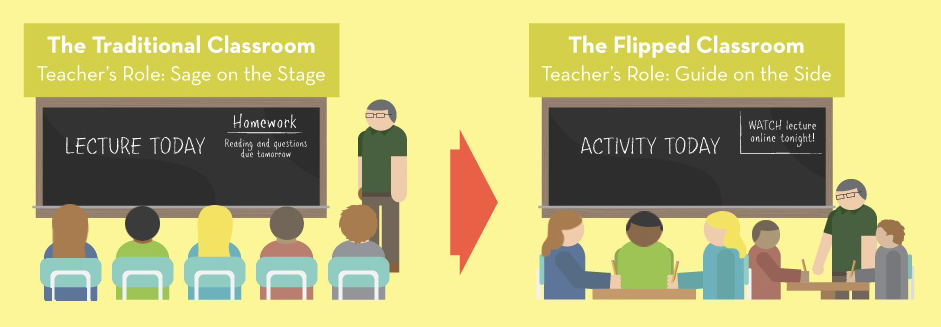 The Traditional Classroom
Teacher's Role: Sage on the Stage
LECTURE TODAY
Homework
Reading and questions
due tomorrow
The Flipped Classroom
Teacher's Role: Guide on the Side
ACTIVITY TODAY
WATCH lecture
online tonight!